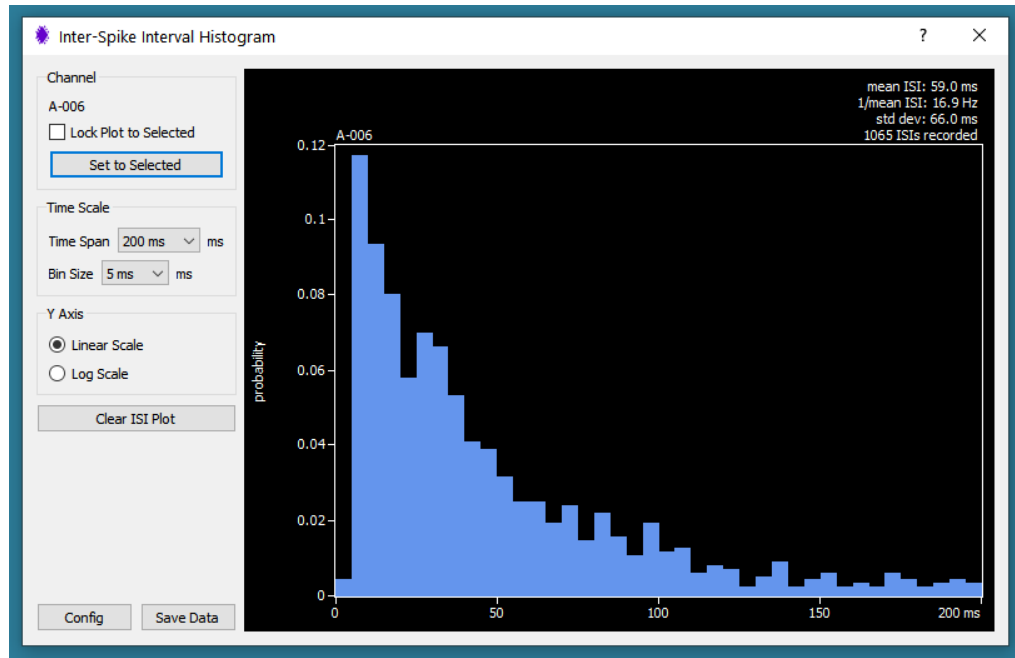 Inter-Spike Interval Histogram
?
Channel
A-006
Lock Plot to Selected
Set to Selected
Time Scale
Time Span 200 ms ms
Bin Size 5 ms ms
Y Axis
Linear Scale
Log Scale
Clear ISI Plot
Config Save Data
mean ISI: 59.0 ms
1/mean ISI: 16.9 Hz
std dev: 66.0 ms
1065 ISIs recorded
A-006
0.12
0.1
0.08
0.06
0.04
0.02
0
probability
0 50 100 150 200 ms